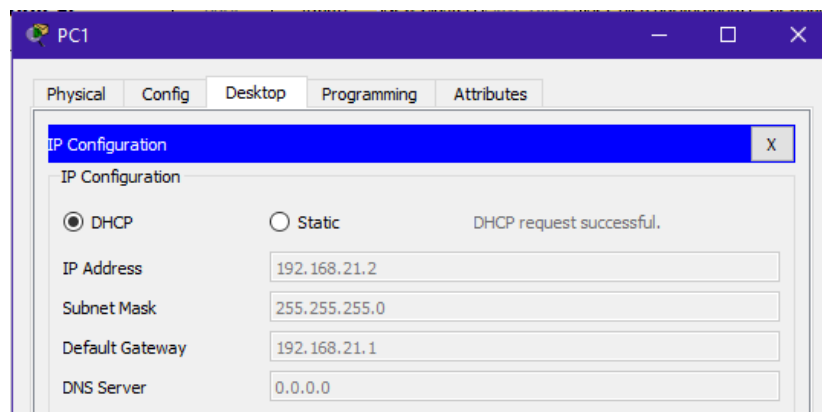 PC1
Physical Config Desktop Programming Attributes
IP Configuration X
IP Configuration
DHCP Static DHCP request successful.
IP Address 192.168.21.2
Subnet Mask 255.255.255.0
Default Gateway 192.168.21.1
DNS Server 0.0.0.0